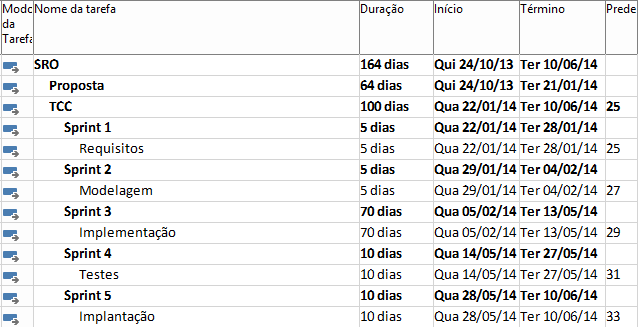 Modo da Tarefa Nome da tarefa Duração Início Término Prede
SRO 164 dias Qui 24/10/13 Ter 10/06/14
Proposta 64 dias Qui 24/10/13 Ter 21/01/14
TCC 100 dias Qua 22/01/14 Ter 10/06/14 25
Sprint 1 5 dias Qua 22/01/14 Ter 28/01/14
Requisitos 5 dias Qua 22/01/14 Ter 28/01/14 25
Sprint 2 5 dias Qua 29/01/14 Ter 04/02/14
Modelagem 5 dias Qua 29/01/14 Ter 04/02/14 27
Sprint 3 70 dias Qua 05/02/14 Ter 13/05/14
Implementação 70 dias Qua 05/02/14 Ter 13/05/14 29
Sprint 4 10 dias Qua 14/05/14 Ter 27/05/14
Testes 10 dias Qua 14/05/14 Ter 27/05/14 31
Sprint 5 10 dias Qua 28/05/14 Ter 10/06/14
Implantação 10 dias Qua 28/05/14 Ter 10/06/14 33